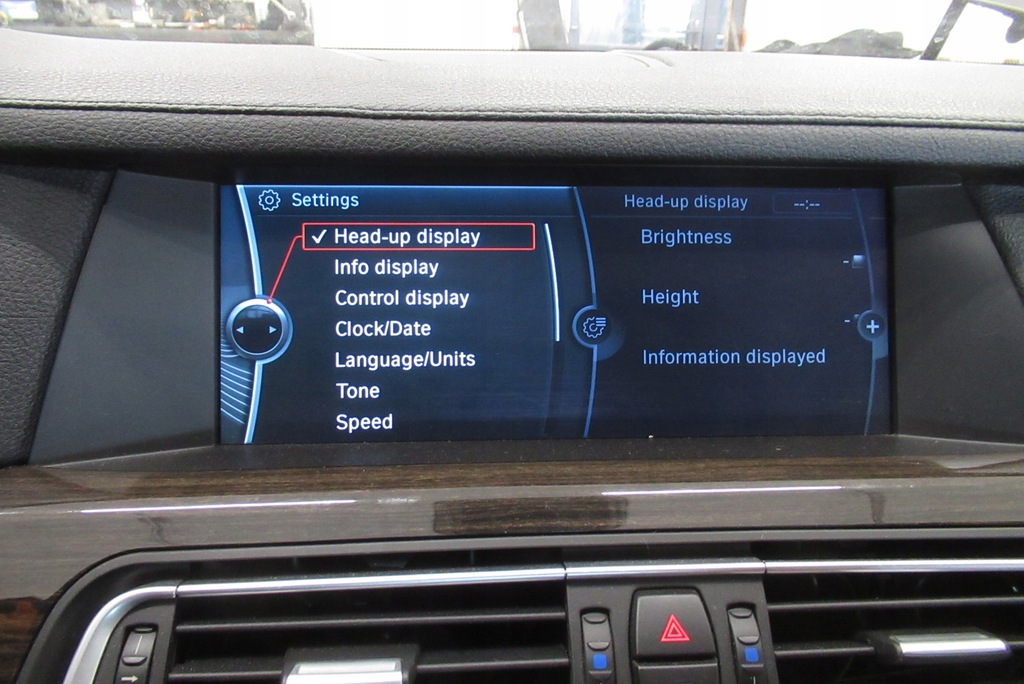 Settings
Head-up display
Info display
Control display
Clock/Date
Language/Units
Tone
Speed
Head-up display --:--
Brightness
Height
Information displayed